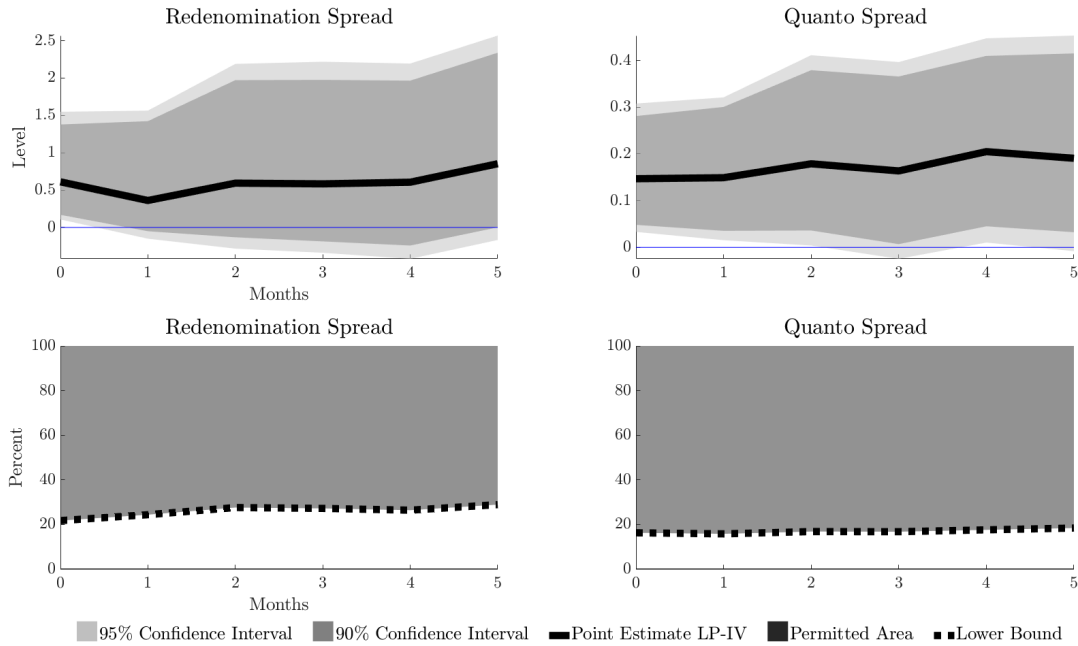 Redenomination Spread
2.5
2
1.5
1
0.5
0
Level
0 1 2 3 4 5
Months
Quanto Spread
0.4
0.3
0.2
0.1
0
0 1 2 3 4 5
Redenomination Spread
100
80
60
40
20
0
Percent
0 1 2 3 4 5
Months
Quanto Spread
100
80
60
40
20
0
0 1 2 3 4 5
95% Confidence Interval 90% Confidence Interval Point Estimate LP-IV Permitted Area Lower Bound